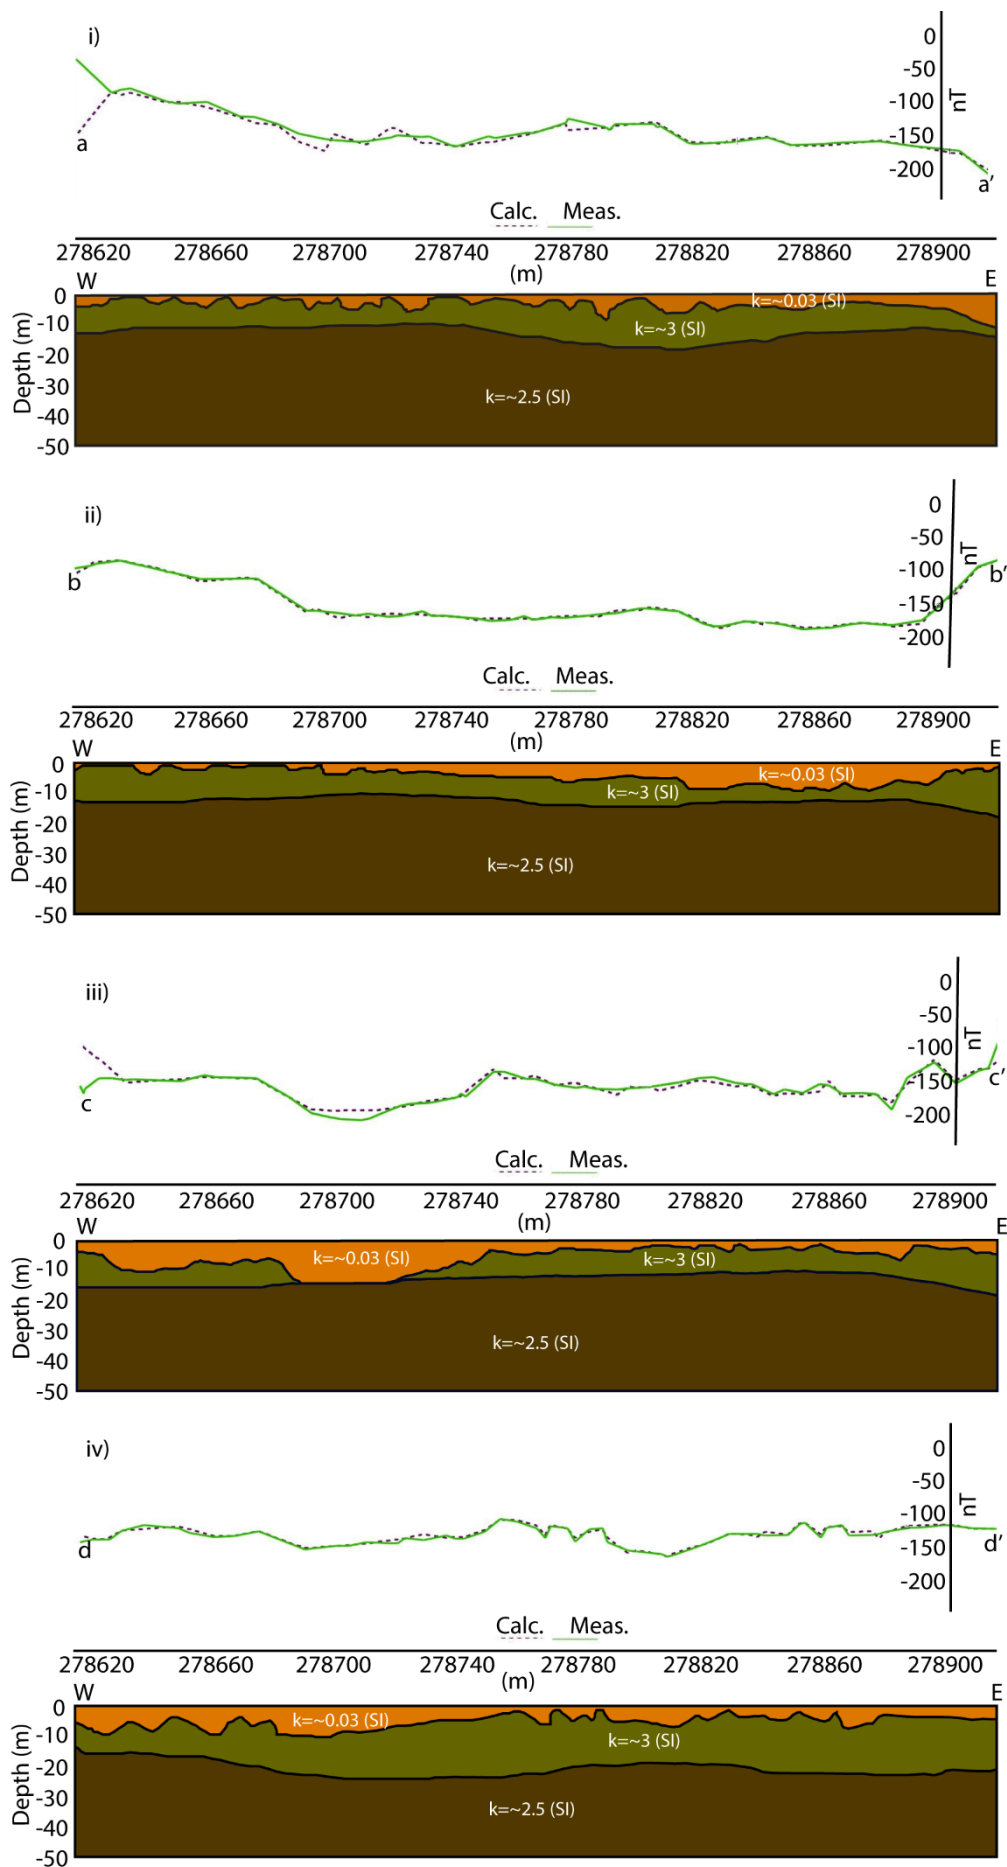 i)
0
-50
-100
-150
-200
nT
a
a'
Calc. Meas.
278620 278660 278700 278740 278780 278820 278860 278900
(m)
W E
0
-10
-20
-30
-40
-50
Depth (m)
k=~0.03 (SI)
k=~3 (SI)
k=~2.5 (SI)
ii)
0
-50
-100
-150
-200
nT
b
b'
Calc. Meas.
278620 278660 278700 278740 278780 278820 278860 278900
(m)
W E
0
-10
-20
-30
-40
-50
Depth (m)
k=~0.03 (SI)
k=~3 (SI)
k=~2.5 (SI)
iii)
0
-50
-100
-150
-200
nT
c
c'
Calc. Meas.
278620 278660 278700 278740 278780 278820 278860 278900
(m)
W E
0
-10
-20
-30
-40
-50
Depth (m)
k=~0.03 (SI)
k=~3 (SI)
k=~2.5 (SI)
iv)
0
-50
-100
-150
-200
nT
d
d'
Calc. Meas.
278620 278660 278700 278740 278780 278820 278860 278900
(m)
W E
0
-10
-20
-30
-40
-50
Depth (m)
k=~0.03 (SI)
k=~3 (SI)
k=~2.5 (SI)